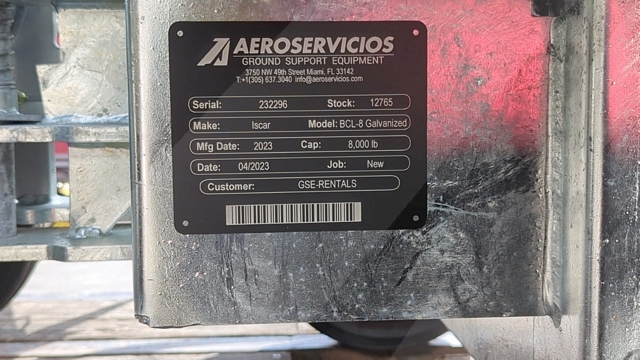 AEROSERVICIOS
GROUND SUPPORT EQUIPMENT
3750 NW 49th Street Miami, FL 33142
T:+1(305) 637.3040 info@aeroservicios.com
Serial: 232296 Stock: 12765
Make: Iscar Model: BCL-8 Galvanized
Mfg Date: 2023 Cap: 8,000 lb
Date: 04/2023 Job: New
Customer: GSE-RENTALS